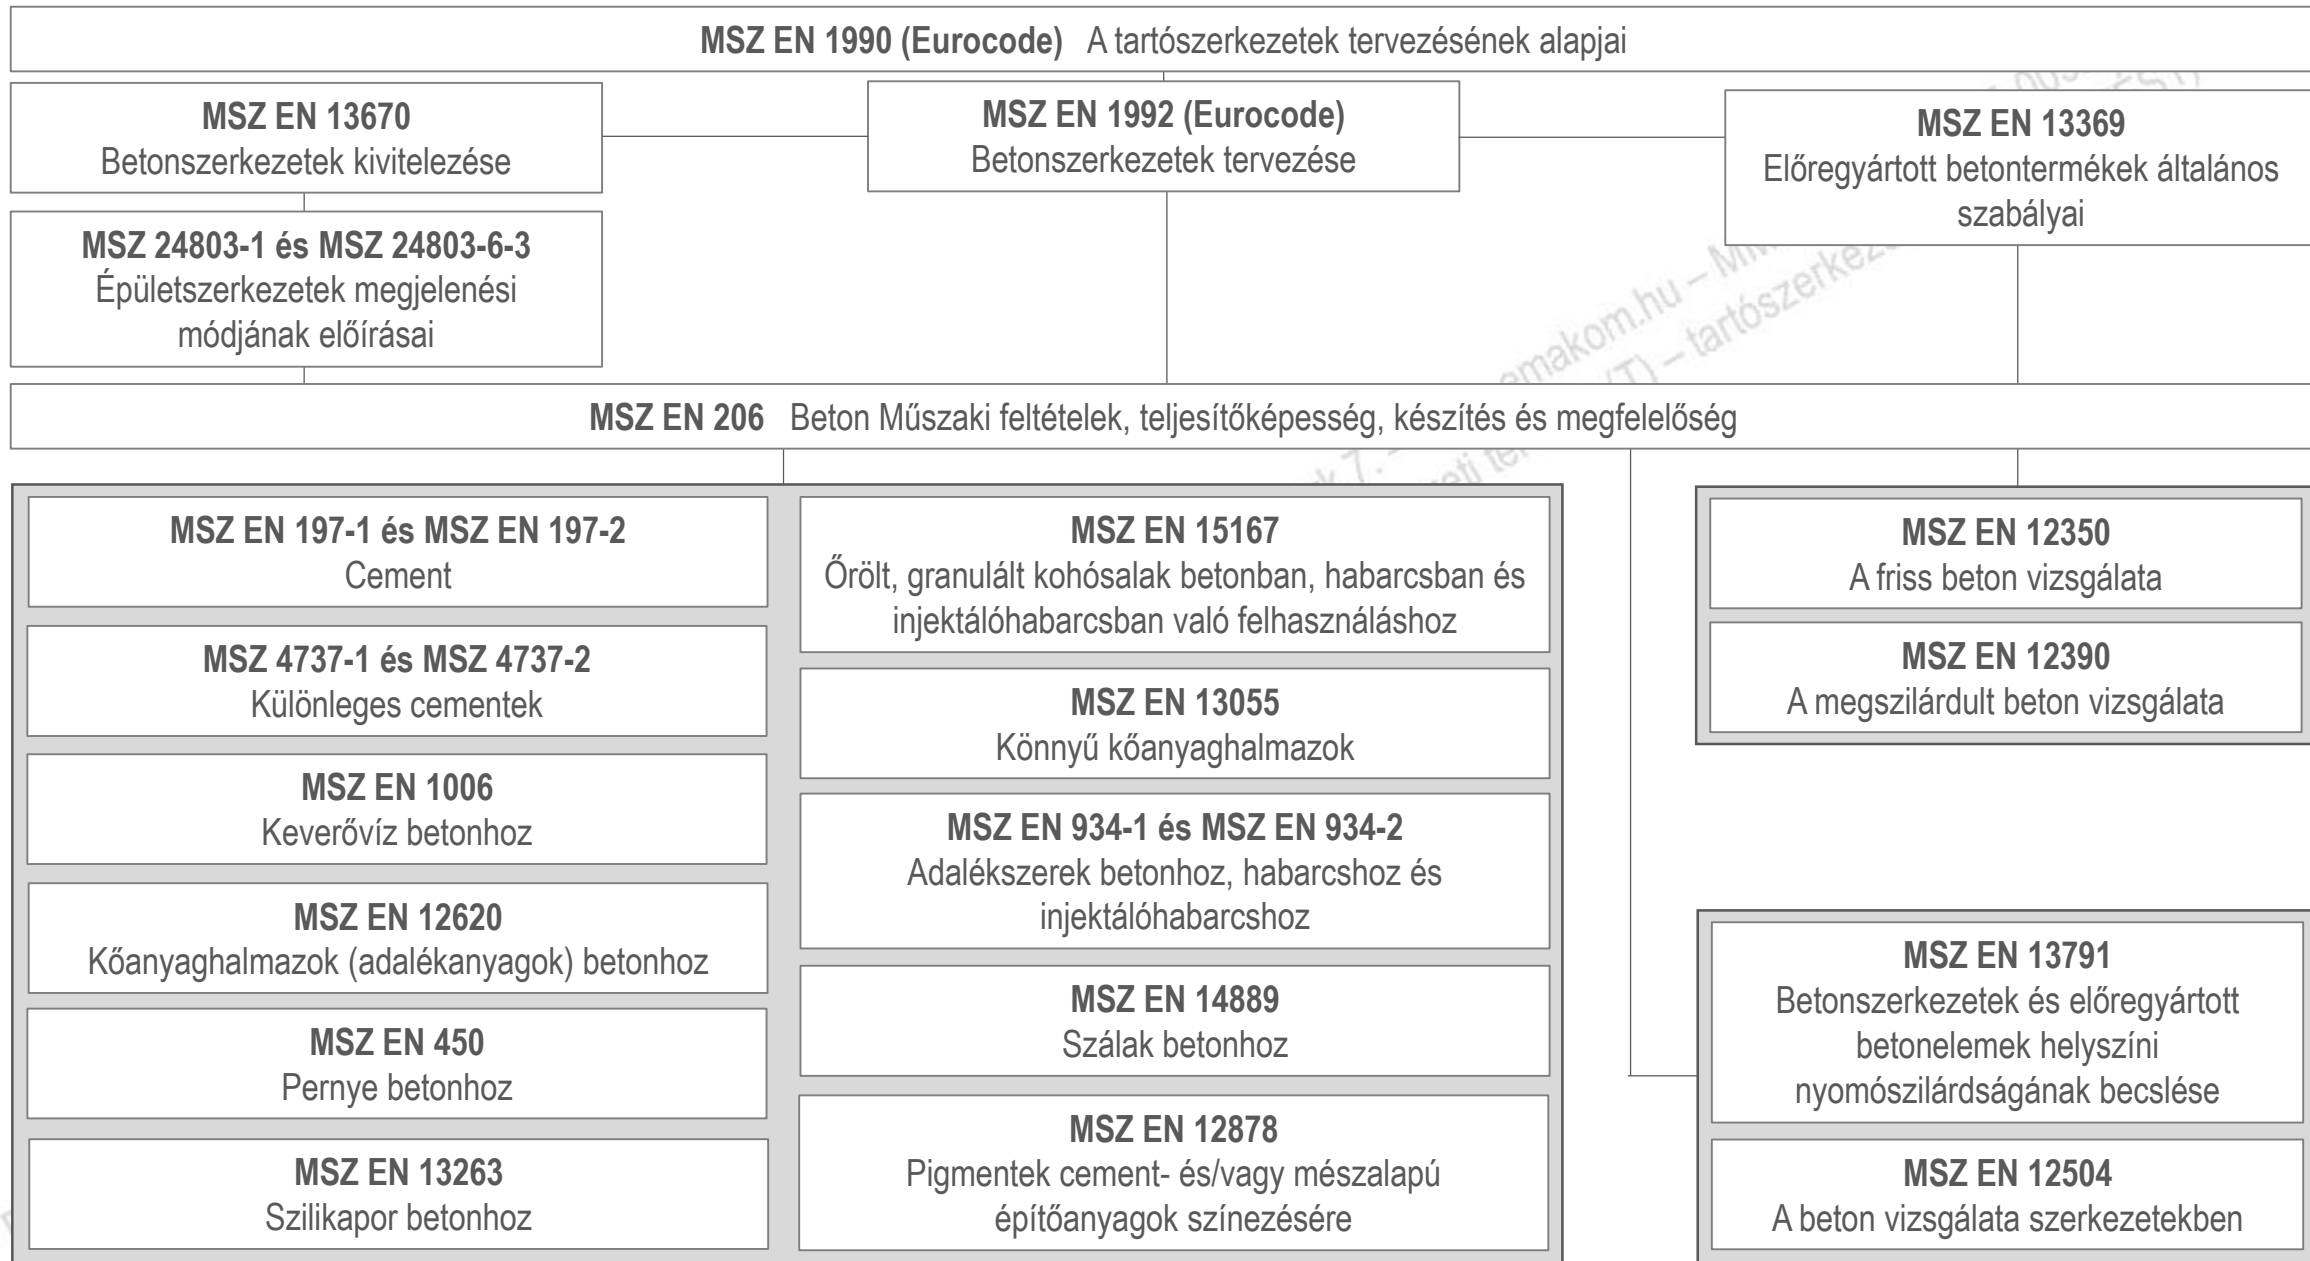 MSZ EN 1990 (Eurocode) A tartószerkezetek tervezésének alapjai
MSZ EN 13670
Betonszerkezetek kivitelezése
MSZ EN 1992 (Eurocode)
Betonszerkezetek tervezése
MSZ EN 13369
Előregyártott betontermékek általános
szabályai
MSZ 24803-1 és MSZ 24803-6-3
Épületszerkezetek megjelenési
módjának előírásai
emakom.hu – MM
(T) – tartószerkez
MSZ EN 206 Beton Műszaki feltételek, teljesítőképesség, készítés és megfelelőség
MSZ EN 197-1 és MSZ EN 197-2
Cement
MSZ 4737-1 és MSZ 4737-2
Különleges cementek
MSZ EN 1006
Keverővíz betonhoz
MSZ EN 12620
Kőanyaghalmazok (adalékanyagok) betonhoz
MSZ EN 450
Pernye betonhoz
MSZ EN 13263
Szilikapor betonhoz
MSZ EN 15167
Őrölt, granulált kohósalak betonban, habarcsban és
injektálóhabarcsban való felhasználáshoz
MSZ EN 13055
Könnyű kőanyaghalmazok
MSZ EN 934-1 és MSZ EN 934-2
Adalékszerek betonhoz, habarcshoz és
injektálóhabarcshoz
MSZ EN 14889
Szálak betonhoz
MSZ EN 12878
Pigmentek cement- és/vagy mészalapú
építőanyagok színezésére
MSZ EN 12350
A friss beton vizsgálata
MSZ EN 12390
A megszilárdult beton vizsgálata
MSZ EN 13791
Betonszerkezetek és előregyártott
betonelemek helyszíni
nyomószilárdságának becslése
MSZ EN 12504
A beton vizsgálata szerkezetekben